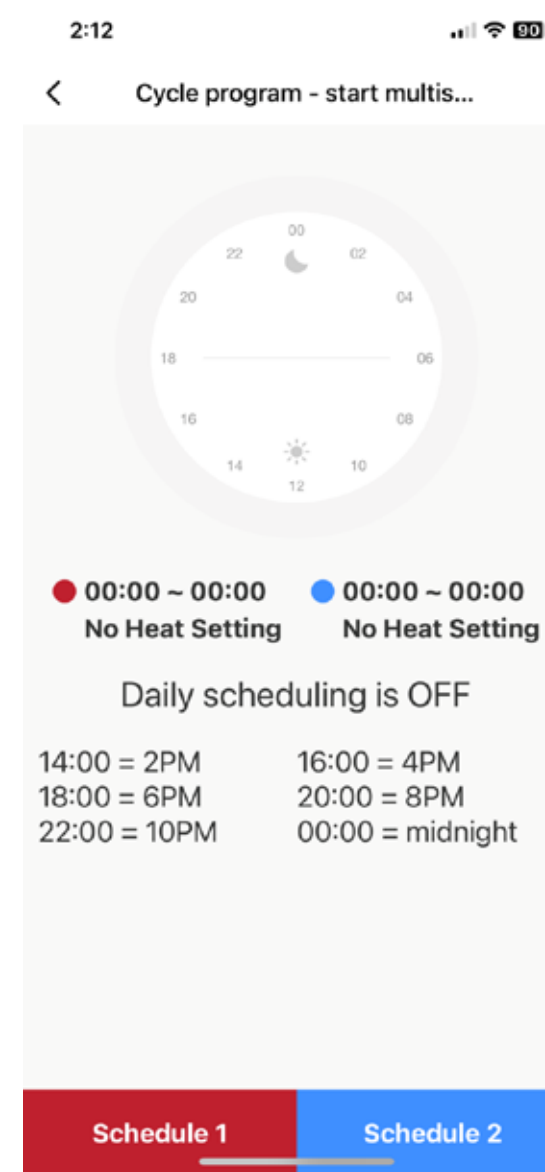 2:12
90
Cycle program - start multis...
00
22
02
20
04
18
06
16
08
14
10
12
00:00 ~ 00:00
No Heat Setting
00:00 ~ 00:00
No Heat Setting
Daily scheduling is OFF
14:00 = 2PM
16:00 = 4PM
18:00 = 6PM
20:00 = 8PM
22:00 = 10PM
00:00 = midnight
Schedule 1
Schedule 2